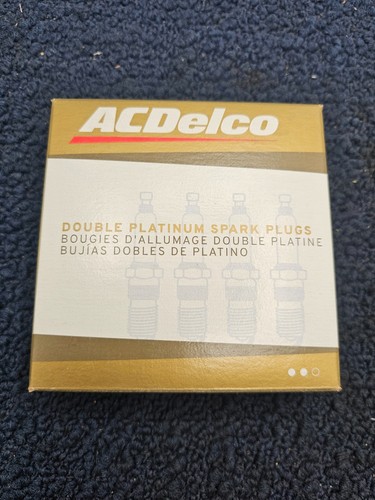 ACDelco
DOUBLE PLATINUM SPARK PLUGS
BOUGIES D'ALLUMAGE DOUBLE PLATINE
BUJÍAS DOBLES DE PLATINO